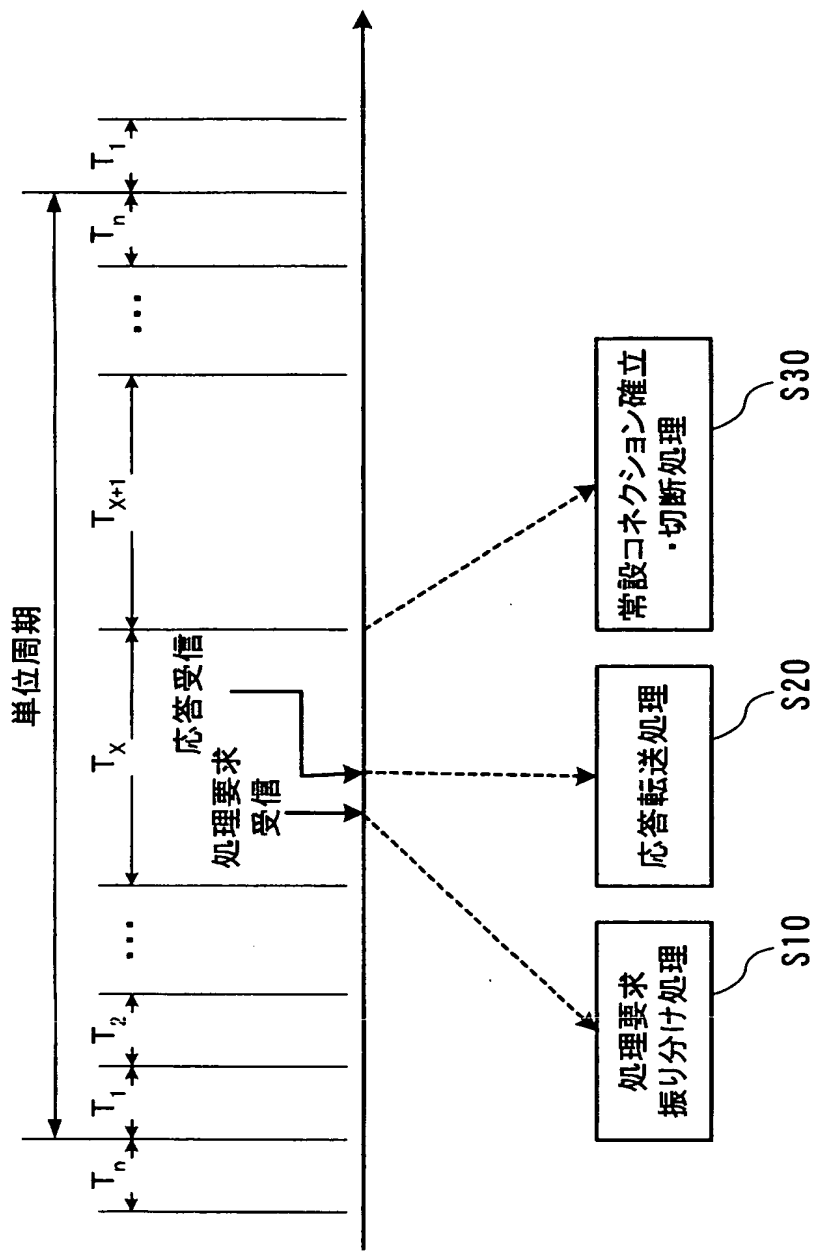 単位周期
Tn
T1
T2
...
TX
TX+1
...
Tn
T1
処理要求
受信
応答受信
処理要求
振り分け処理
S10
応答転送処理
S20
常設コネクション確立
・切断処理
S30